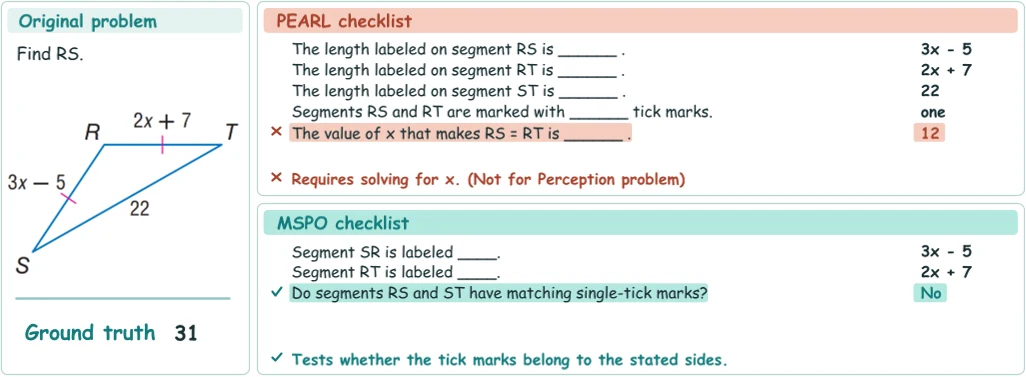 Original problem
Find RS.
R
2x + 7
T
3x − 5
22
S
Ground truth 31
PEARL checklist
The length labeled on segment RS is ______ . 3x - 5
The length labeled on segment RT is ______ . 2x + 7
The length labeled on segment ST is ______ . 22
Segments RS and RT are marked with ______ tick marks. one
× The value of x that makes RS = RT is ______ . 12
× Requires solving for x. (Not for Perception problem)
MSPO checklist
Segment SR is labeled ____. 3x - 5
Segment RT is labeled ____. 2x + 7
✓ Do segments RS and ST have matching single-tick marks? No
✓ Tests whether the tick marks belong to the stated sides.